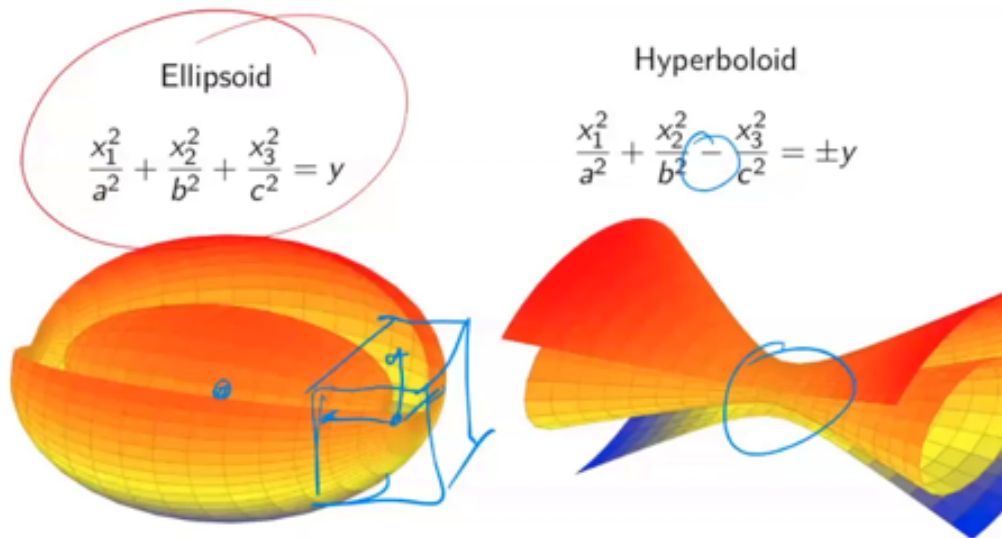 Ellipsoid
x₁²/a² + x₂²/b² + x₃²/c² = y
Hyperboloid
x₁²/a² + x₂²/b² − x₃²/c² = ±y